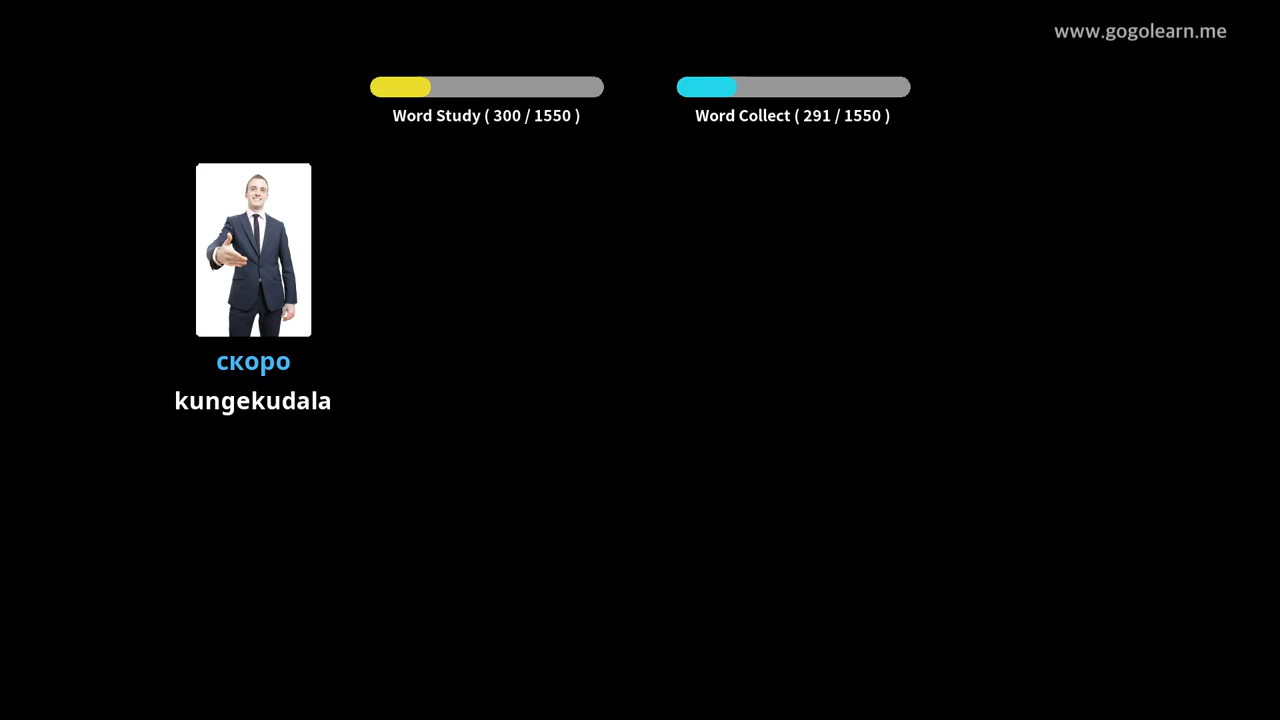 www.gogolearn.me
Word Study ( 300 / 1550 )
Word Collect ( 291 / 1550 )
скоро
kungekudala